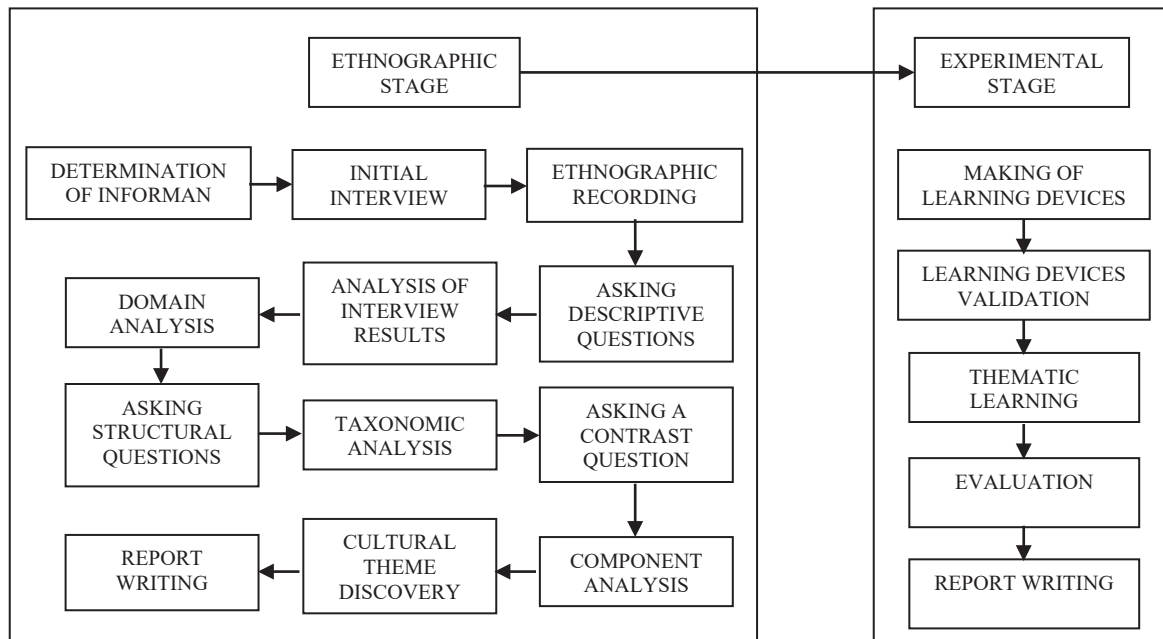 ETHNOGRAPHIC
STAGE
EXPERIMENTAL
STAGE
DETERMINATION
OF INFORMAN
INITIAL
INTERVIEW
ETHNOGRAPHIC
RECORDING
ASKING
DESCRIPTIVE
QUESTIONS
ANALYSIS OF
INTERVIEW
RESULTS
DOMAIN
ANALYSIS
ASKING
STRUCTURAL
QUESTIONS
TAXONOMIC
ANALYSIS
ASKING A
CONTRAST
QUESTION
COMPONENT
ANALYSIS
CULTURAL
THEME
DISCOVERY
REPORT
WRITING
MAKING OF
LEARNING DEVICES
LEARNING DEVICES
VALIDATION
THEMATIC
LEARNING
EVALUATION
REPORT WRITING